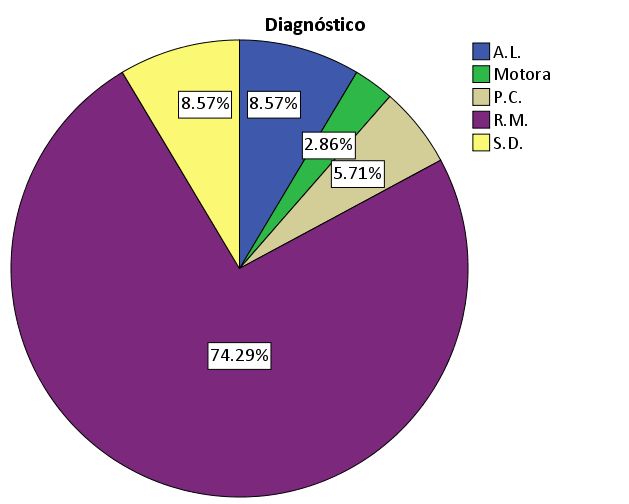 Diagnóstico
A.L.
Motora
P.C.
R.M.
S.D.
8.57%
8.57%
2.86%
5.71%
74.29%